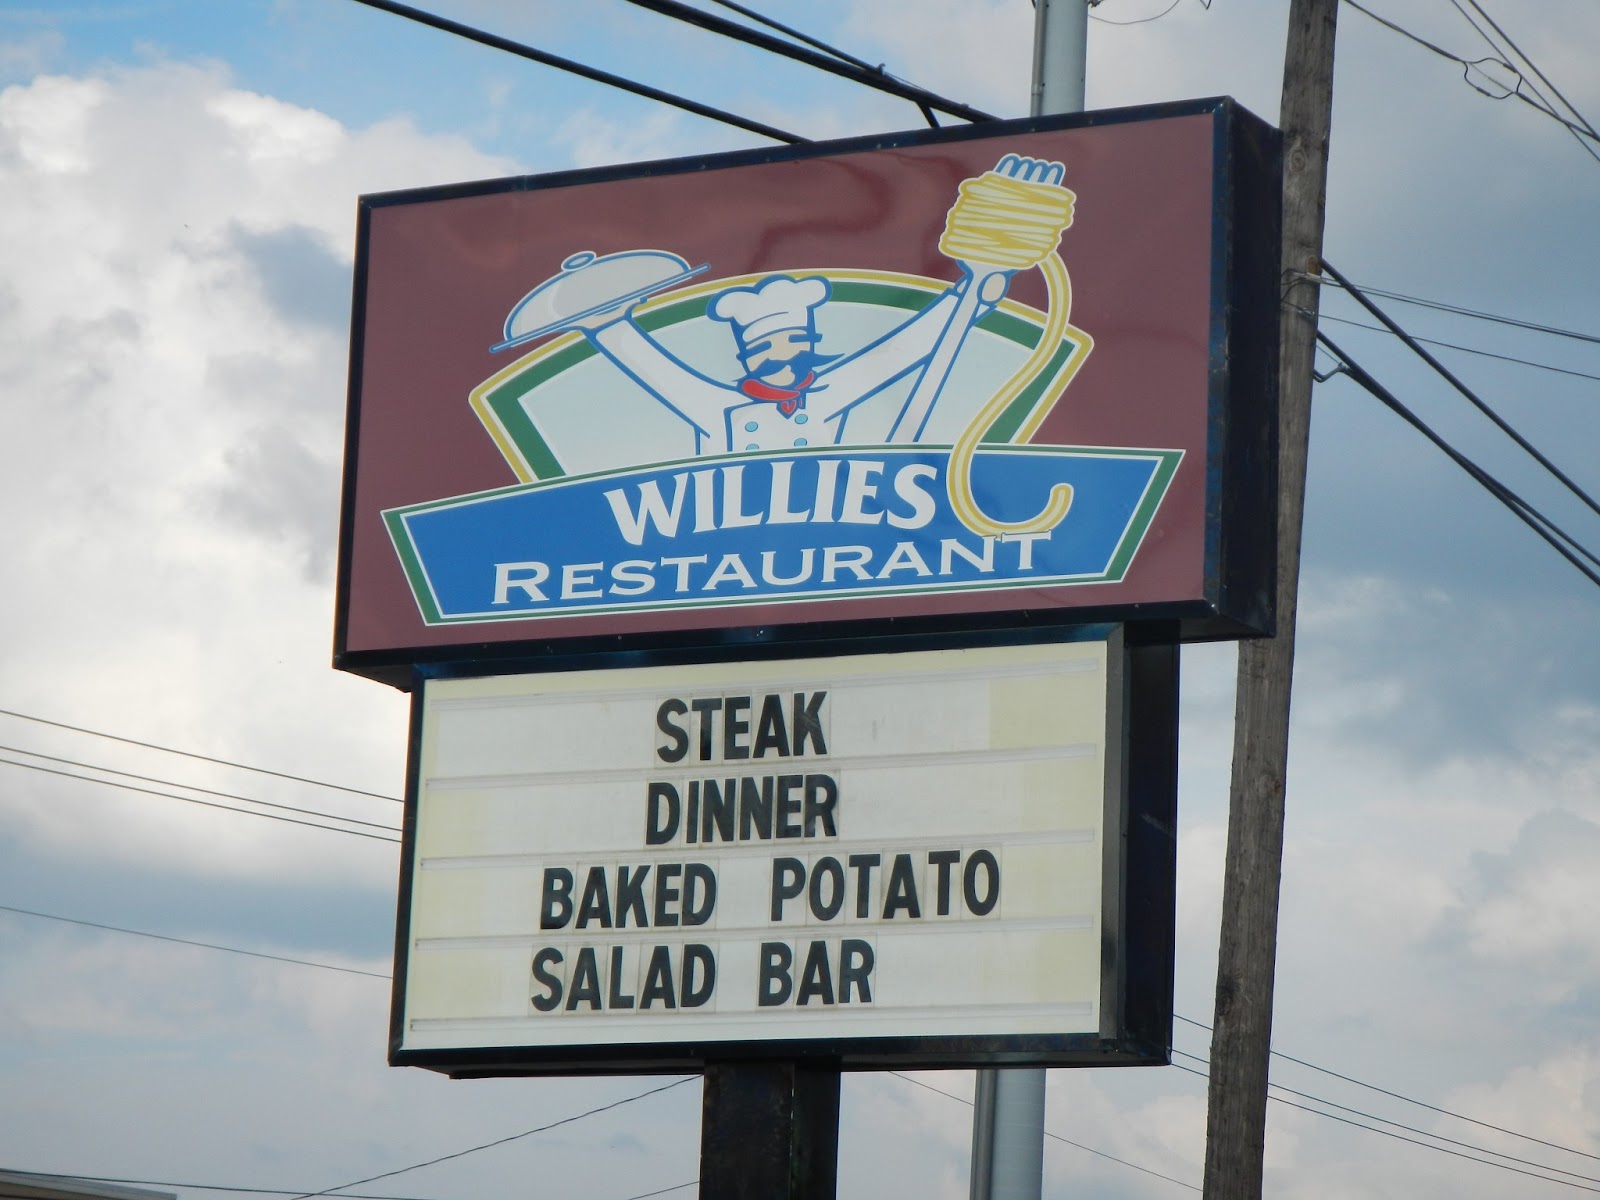 WILLIES
RESTAURANT
STEAK
DINNER
BAKED POTATO
SALAD BAR